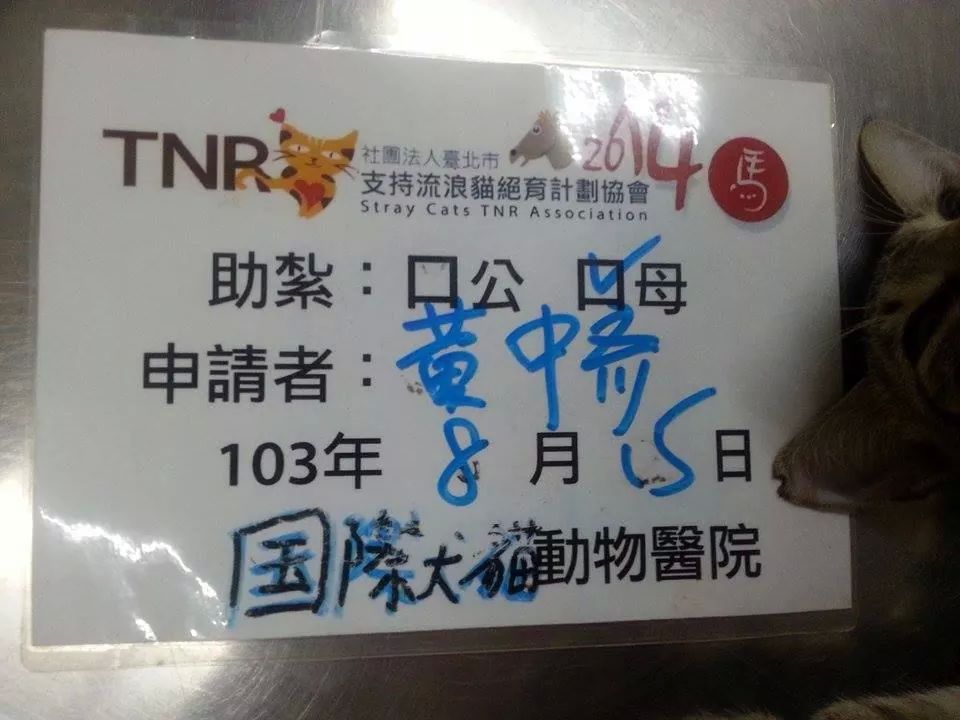 TNR 社團法人臺北市 2014 馬
支持流浪貓絕育計劃協會
Stray Cats TNR Association
助紮：口公 口母
申請者：黃中
103年 8 月 15 日
国際大貓動物醫院